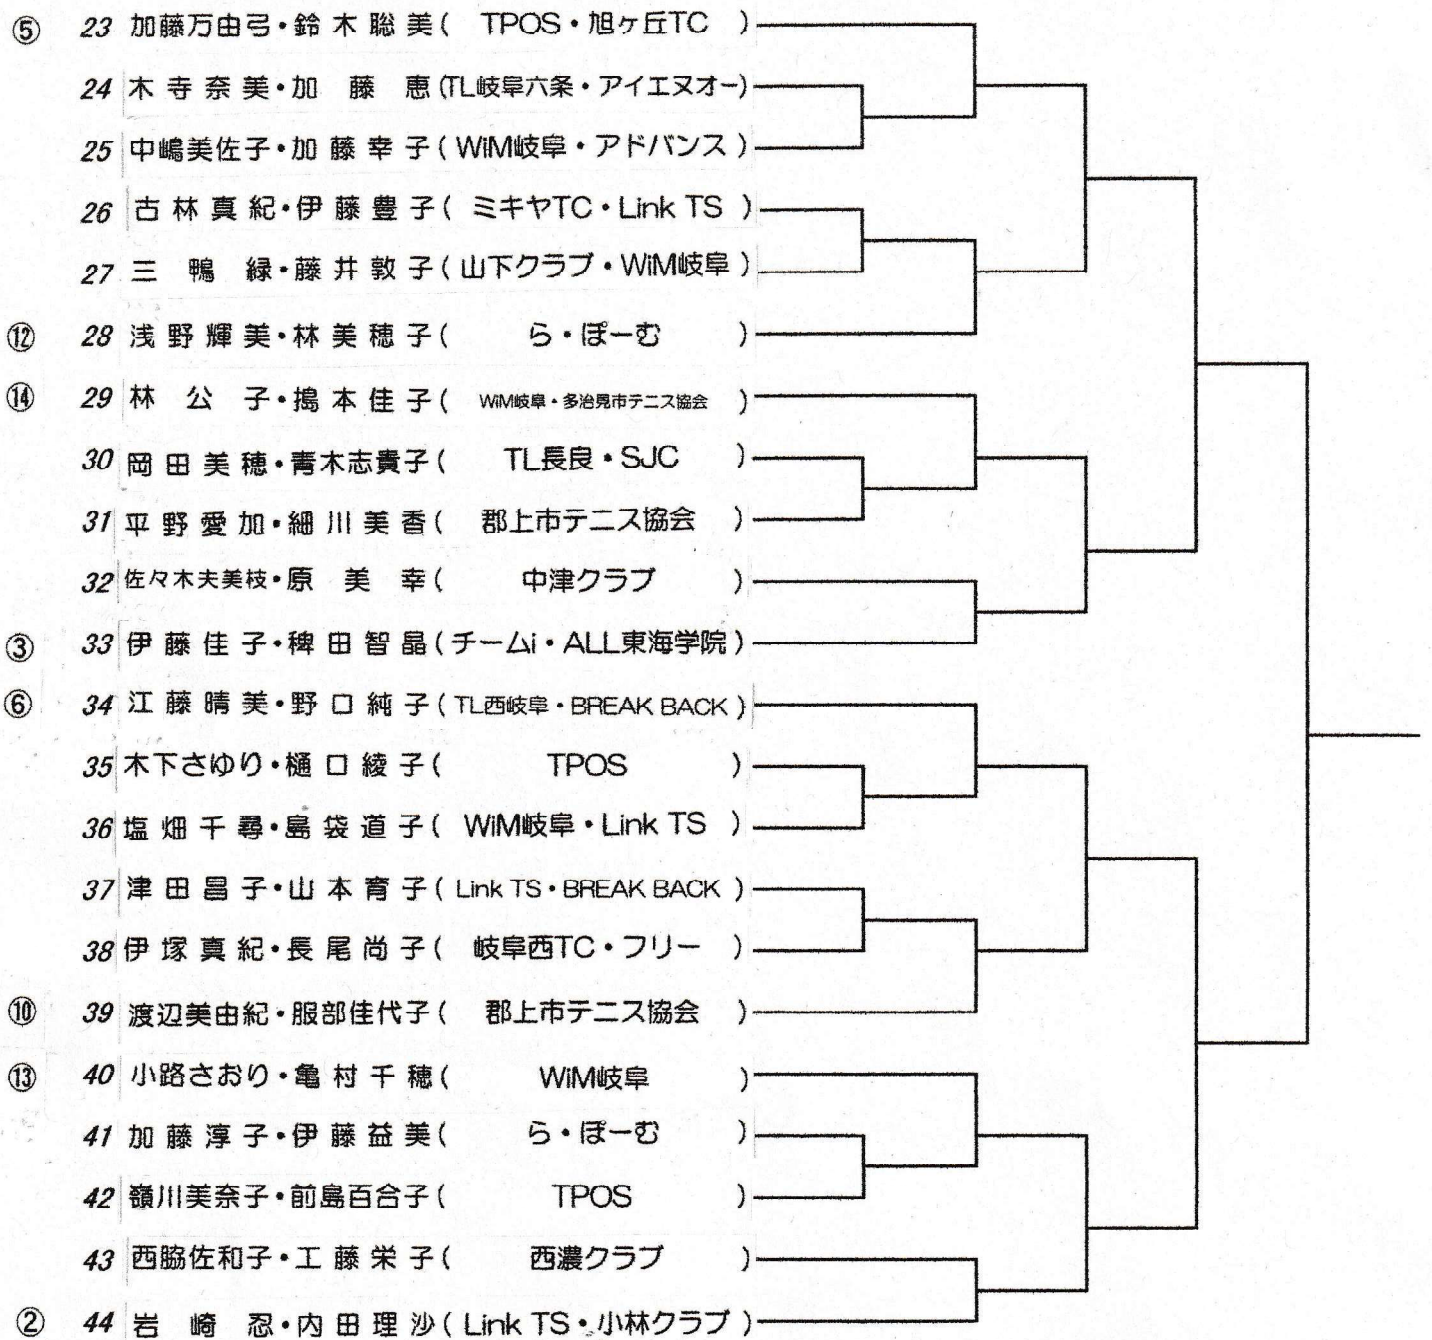 ⑤ 23 加藤万由弓・鈴木聡美( TPOS・旭ヶ丘TC )
24 木寺奈美・加藤恵(TL岐阜六条・アイエヌオー)
25 中嶋美佐子・加藤幸子( WiM岐阜・アドバンス )
26 古林真紀・伊藤豊子( ミキヤTC・Link TS )
27 三鴨緑・藤井敦子( 山下クラブ・WiM岐阜 )
⑫ 28 浅野輝美・林美穂子( ら・ぽーむ )
⑭ 29 林公子・搗本佳子( WiM岐阜・多治見市テニス協会 )
30 岡田美穂・青木志貴子( TL長良・SJC )
31 平野愛加・細川美香( 郡上市テニス協会 )
32 佐々木夫美枝・原美幸( 中津クラブ )
③ 33 伊藤佳子・稗田智晶( チームi・ALL東海学院 )
⑥ 34 江藤晴美・野口純子( TL西岐阜・BREAK BACK )
35 木下さゆり・樋口綾子( TPOS )
36 塩畑千尋・島袋道子( WiM岐阜・Link TS )
37 津田昌子・山本育子( Link TS・BREAK BACK )
38 伊塚真紀・長尾尚子( 岐阜西TC・フリー )
⑩ 39 渡辺美由紀・服部佳代子( 郡上市テニス協会 )
⑬ 40 小路さおり・亀村千穂( WiM岐阜 )
41 加藤淳子・伊藤益美( ら・ぽーむ )
42 嶺川美奈子・前島百合子( TPOS )
43 西脇佐和子・工藤栄子( 西濃クラブ )
② 44 岩崎忍・内田理沙( Link TS・小林クラブ )